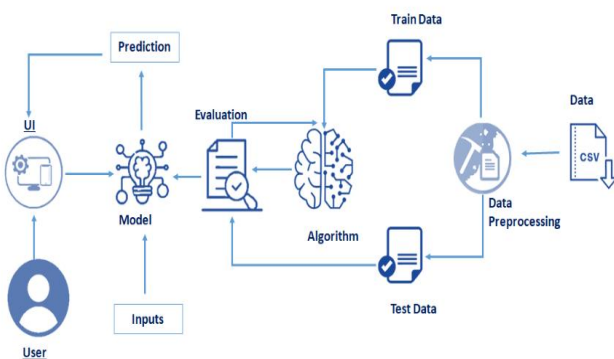 Train Data
Prediction
Data
UI
Evaluation
CSV
Model
Data
Preprocessing
Algorithm
Inputs
Test Data
User